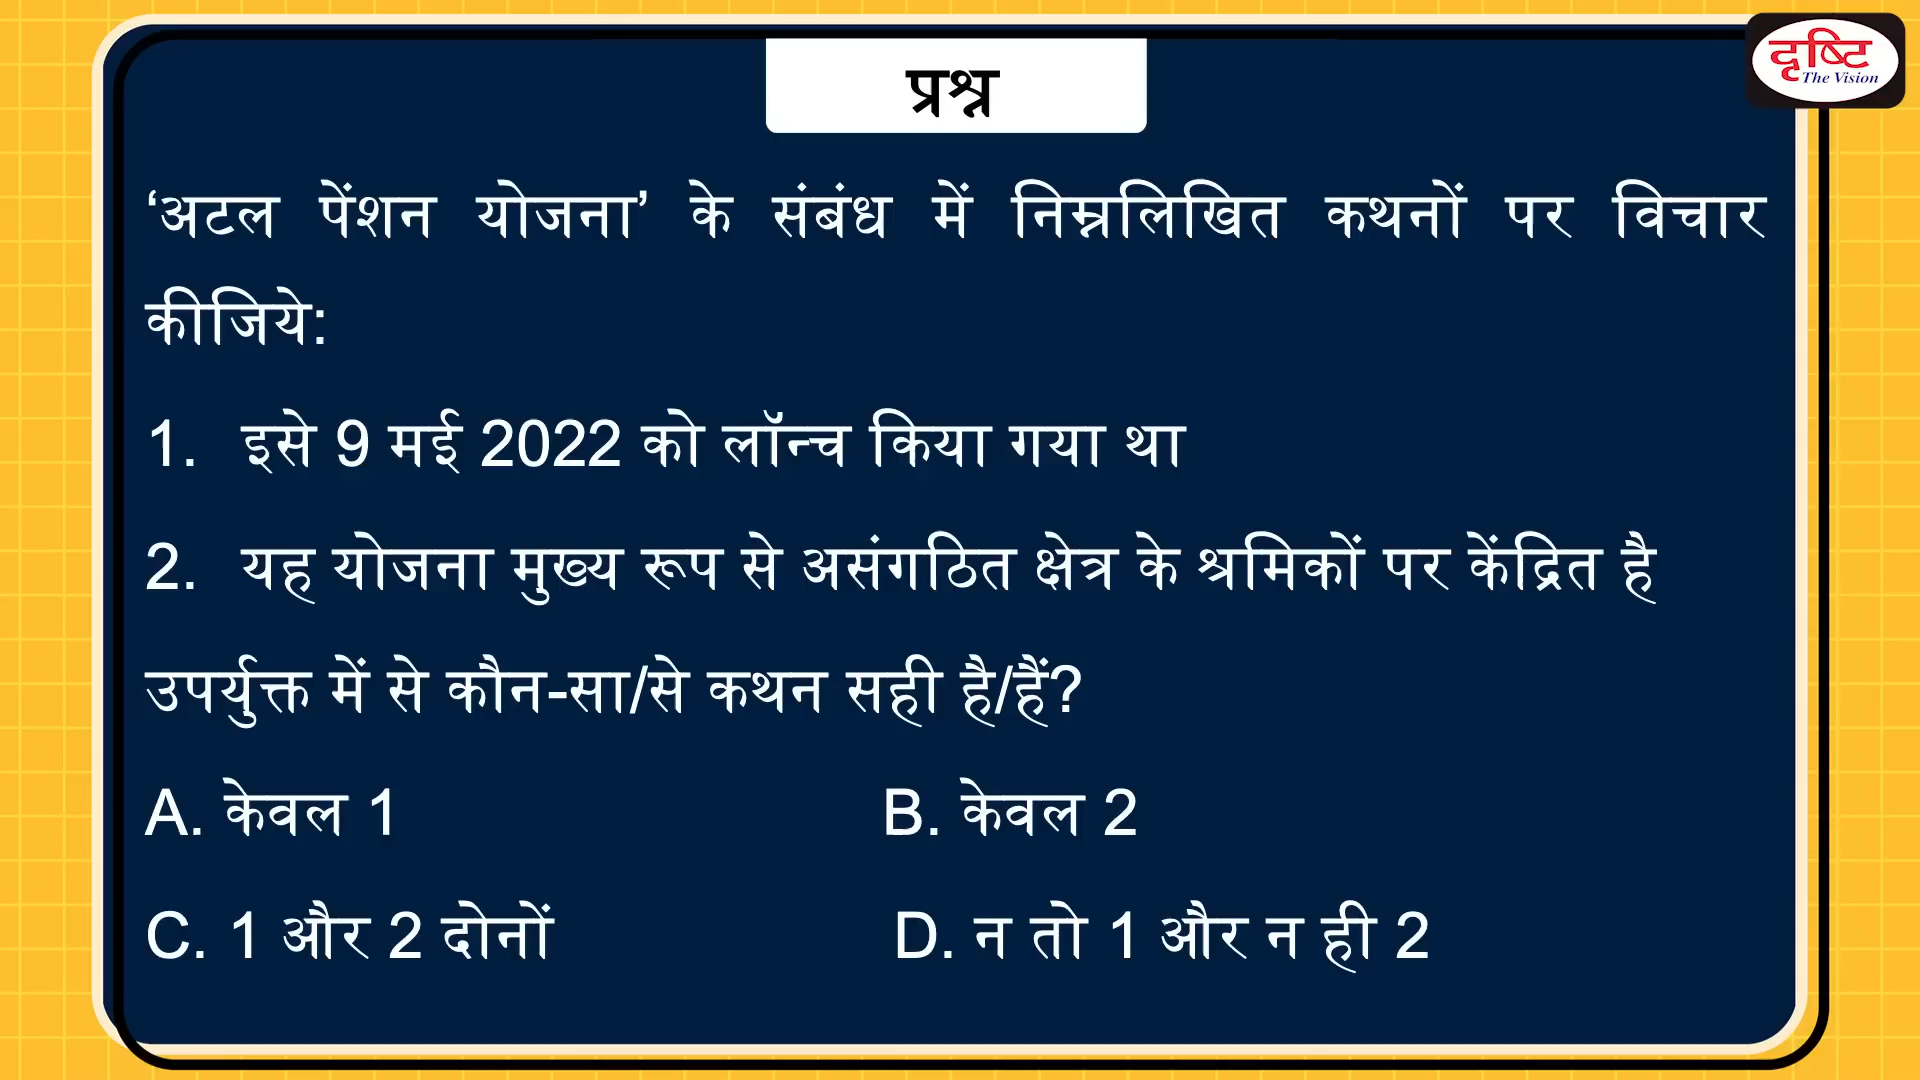 प्रश्न
दृष्टि
The Vision
‘अटल पेंशन योजना’ के संबंध में निम्नलिखित कथनों पर विचार
कीजिये:
1. इसे 9 मई 2022 को लॉन्च किया गया था
2. यह योजना मुख्य रूप से असंगठित क्षेत्र के श्रमिकों पर केंद्रित है
उपर्युक्त में से कौन-सा/से कथन सही है/हैं?
A. केवल 1 B. केवल 2
C. 1 और 2 दोनों D. न तो 1 और न ही 2